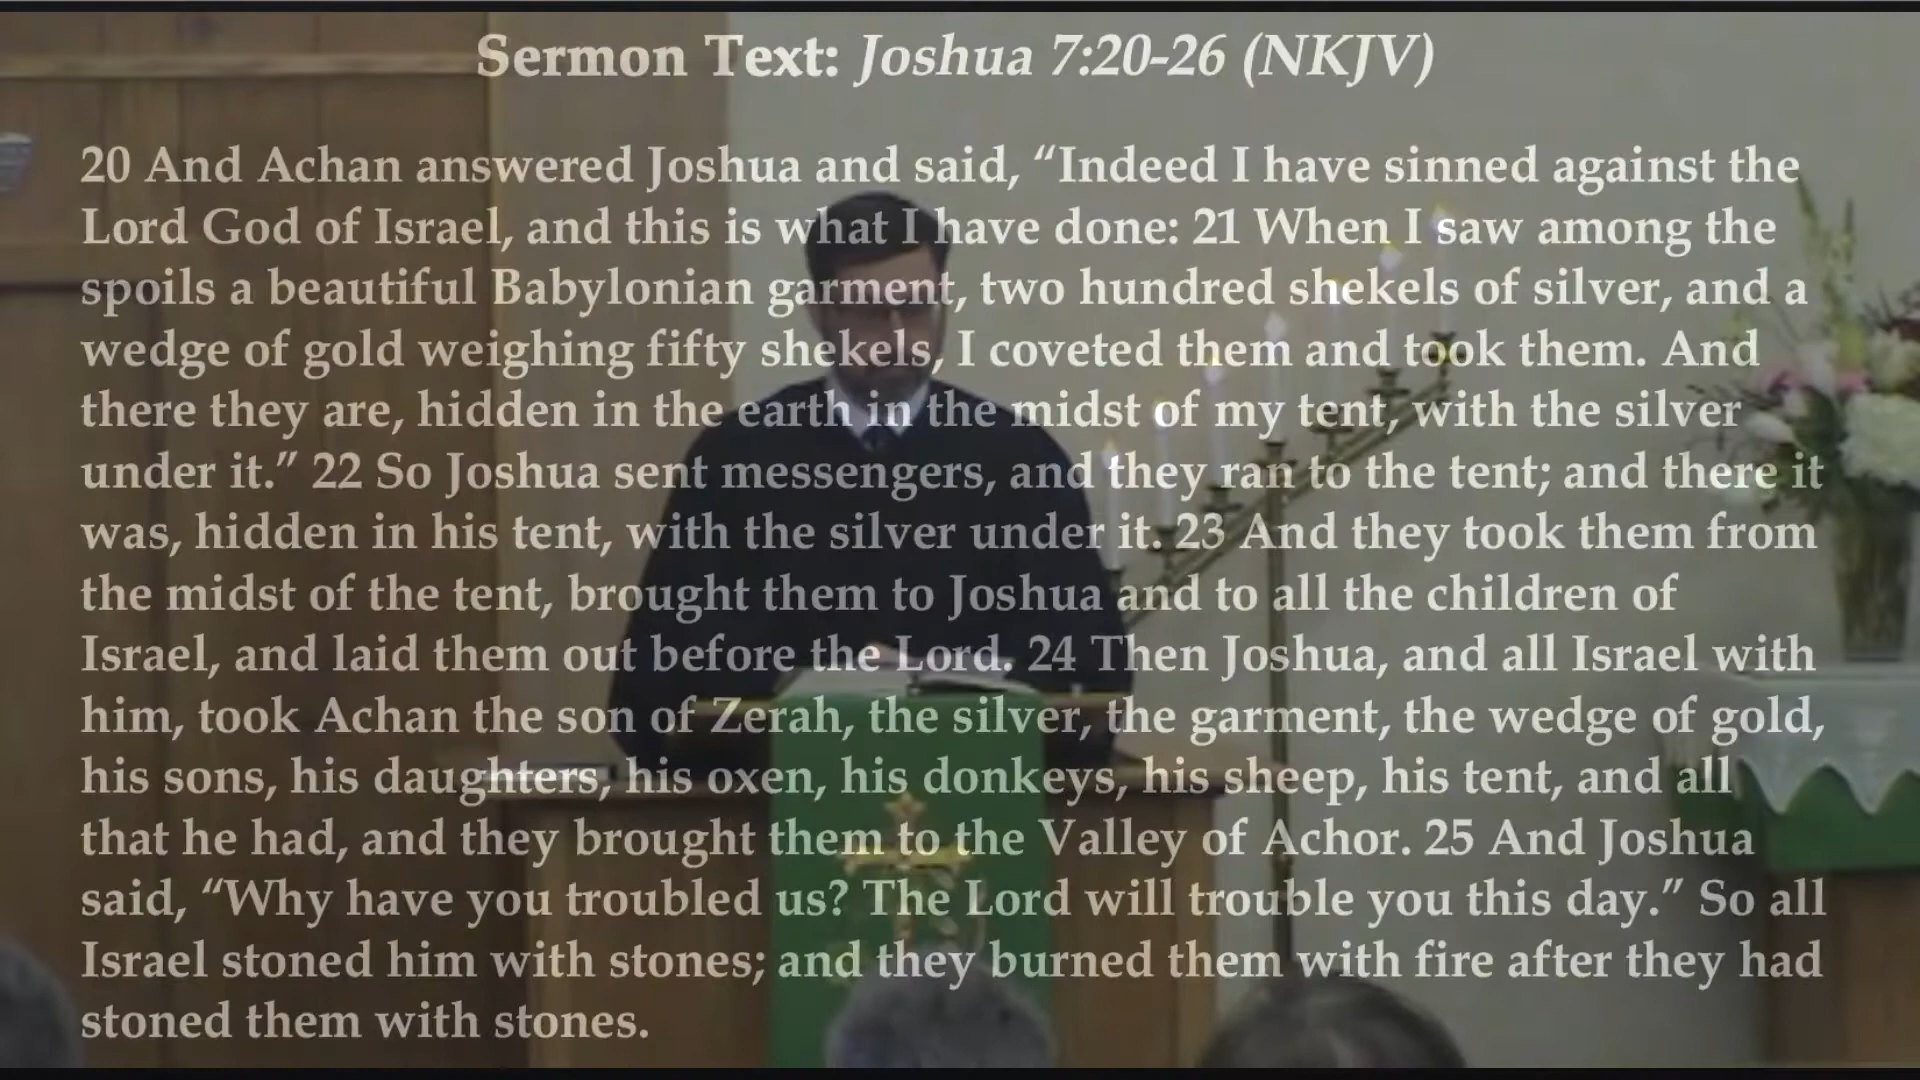 Sermon Text: Joshua 7:20-26 (NKJV)
20 And Achan answered Joshua and said, “Indeed I have sinned against the
Lord God of Israel, and this is what I have done: 21 When I saw among the
spoils a beautiful Babylonian garment, two hundred shekels of silver, and a
wedge of gold weighing fifty shekels, I coveted them and took them. And
there they are, hidden in the earth in the midst of my tent, with the silver
under it.” 22 So Joshua sent messengers, and they ran to the tent; and there it
was, hidden in his tent, with the silver under it. 23 And they took them from
the midst of the tent, brought them to Joshua and to all the children of
Israel, and laid them out before the Lord. 24 Then Joshua, and all Israel with
him, took Achan the son of Zerah, the silver, the garment, the wedge of gold,
his sons, his daughters, his oxen, his donkeys, his sheep, his tent, and all
that he had, and they brought them to the Valley of Achor. 25 And Joshua
said, “Why have you troubled us? The Lord will trouble you this day.” So all
Israel stoned him with stones; and they burned them with fire after they had
stoned them with stones.